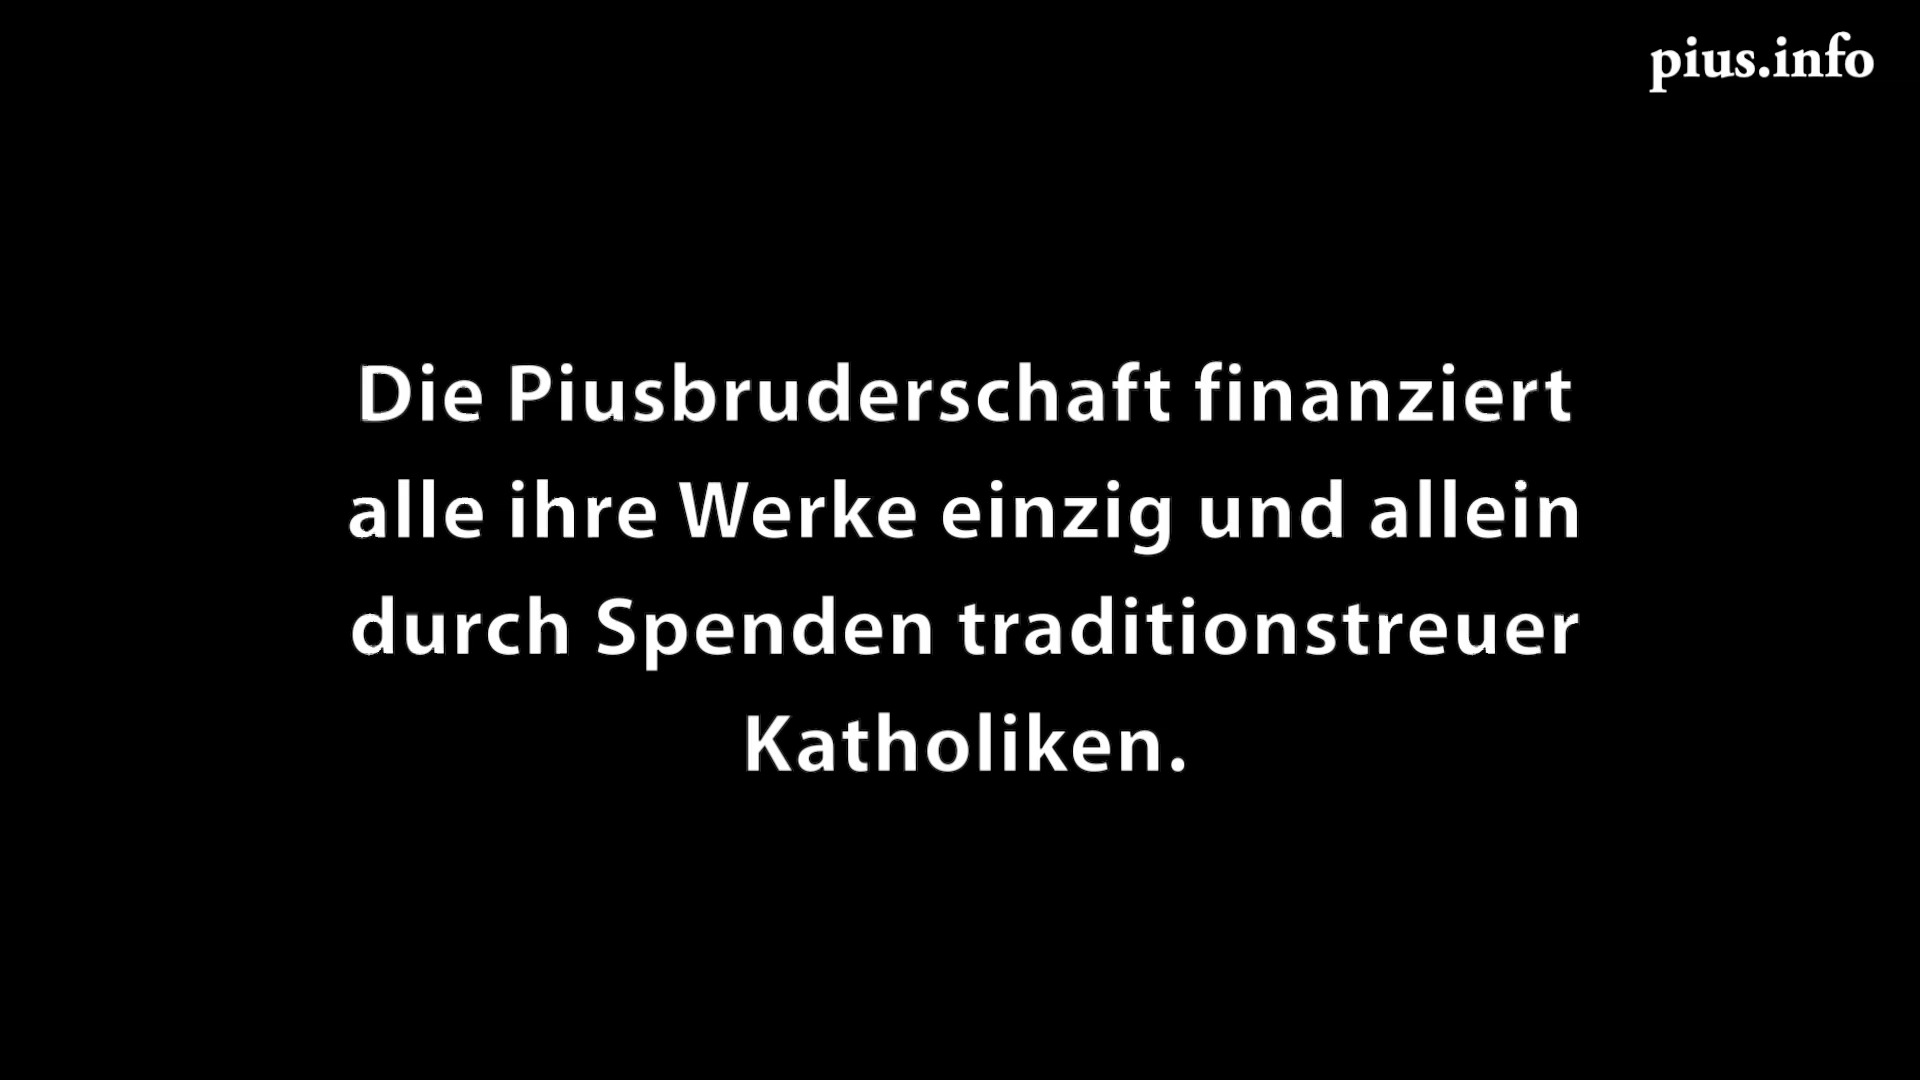 pius.info
Die Piusbruderschaft finanziert
alle ihre Werke einzig und allein
durch Spenden traditionstreuer
Katholiken.